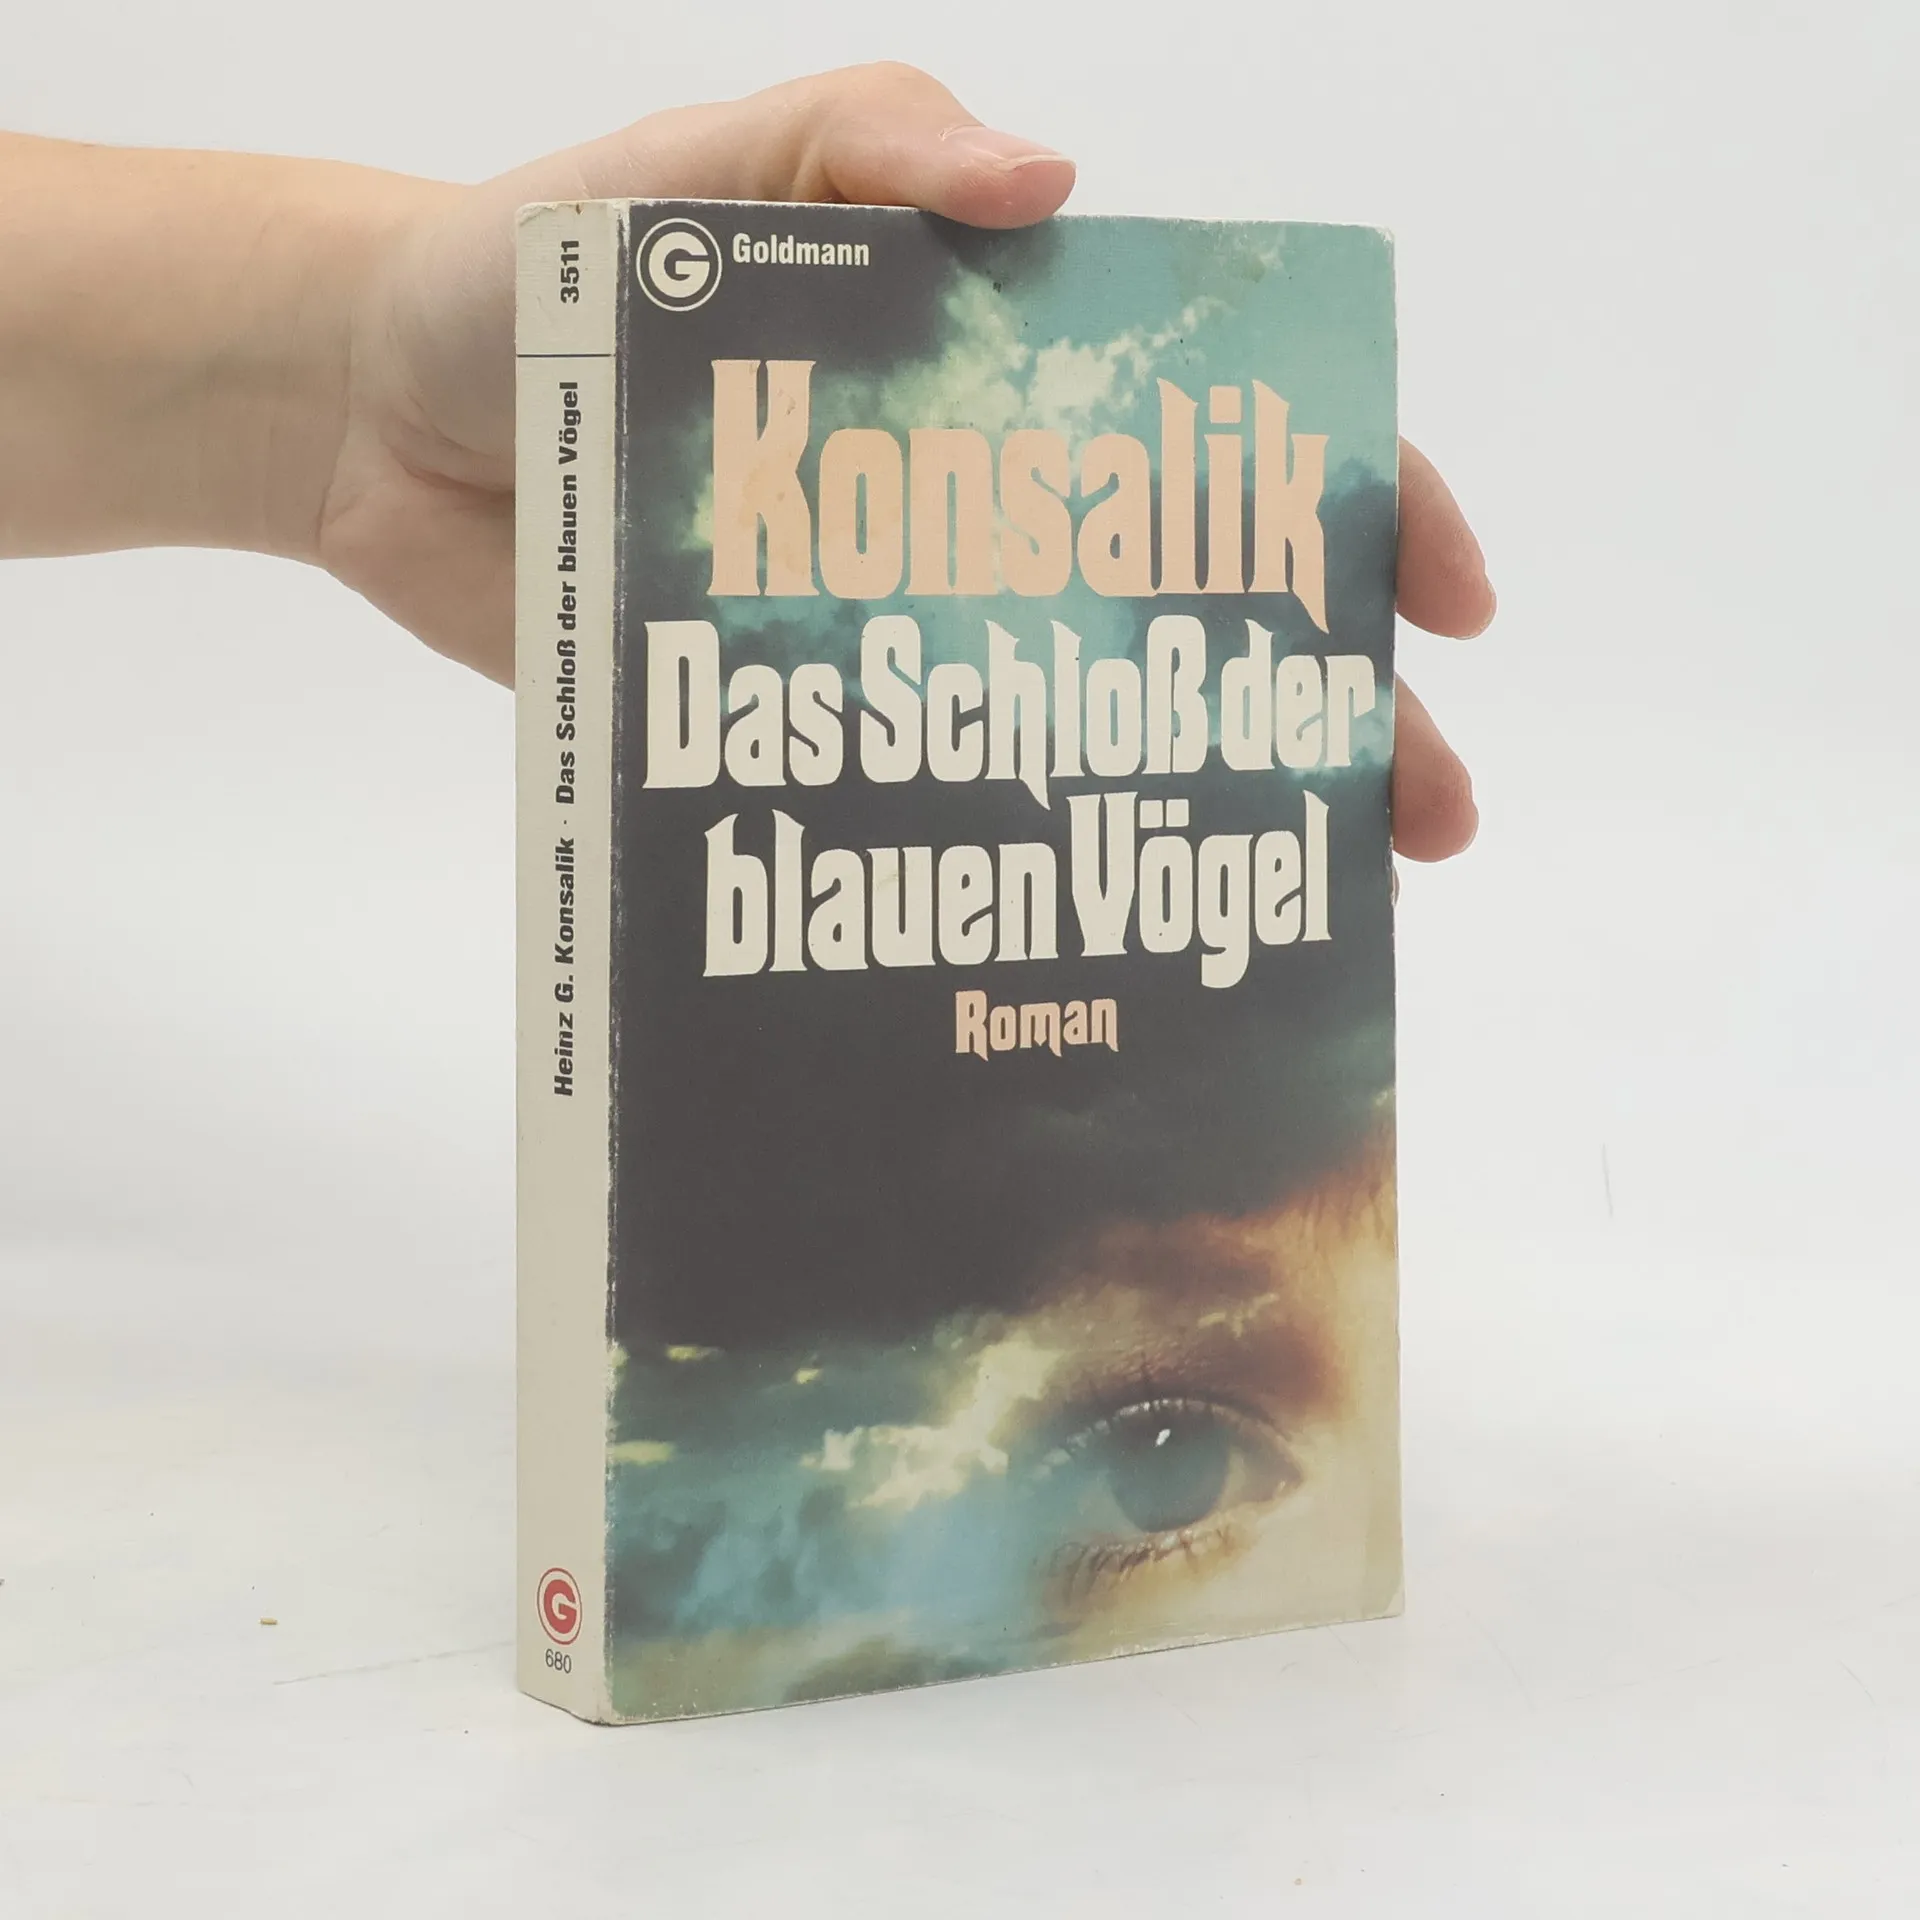 3511
Heinz G. Konsalik · Das Schloß der blauen Vögel
G
680
G
Goldmann
Konsalik
Das Schloß der
blauen Vögel
Roman